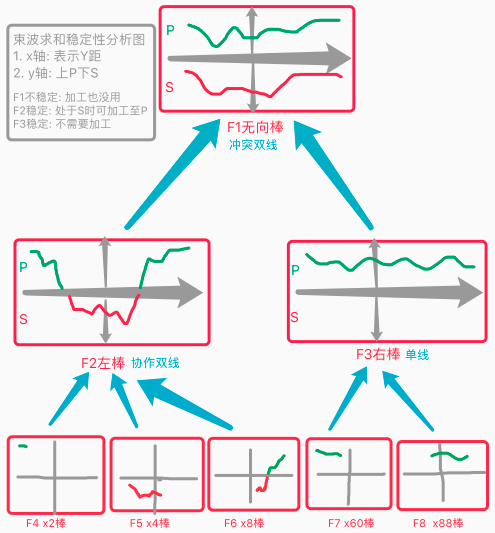 束波求和稳定性分析图
1. x轴: 表示Y距
2. y轴: 上P下S
F1不稳定: 加工也没用
F2稳定: 处于S时可加工至P
F3稳定: 不需要加工
P
S
F1无向棒
冲突双线
P
S
F2左棒 协作双线
P
S
F3右棒 单线
F4 x2棒
F5 x4棒
F6 x8棒
F7 x60棒
F8 x88棒